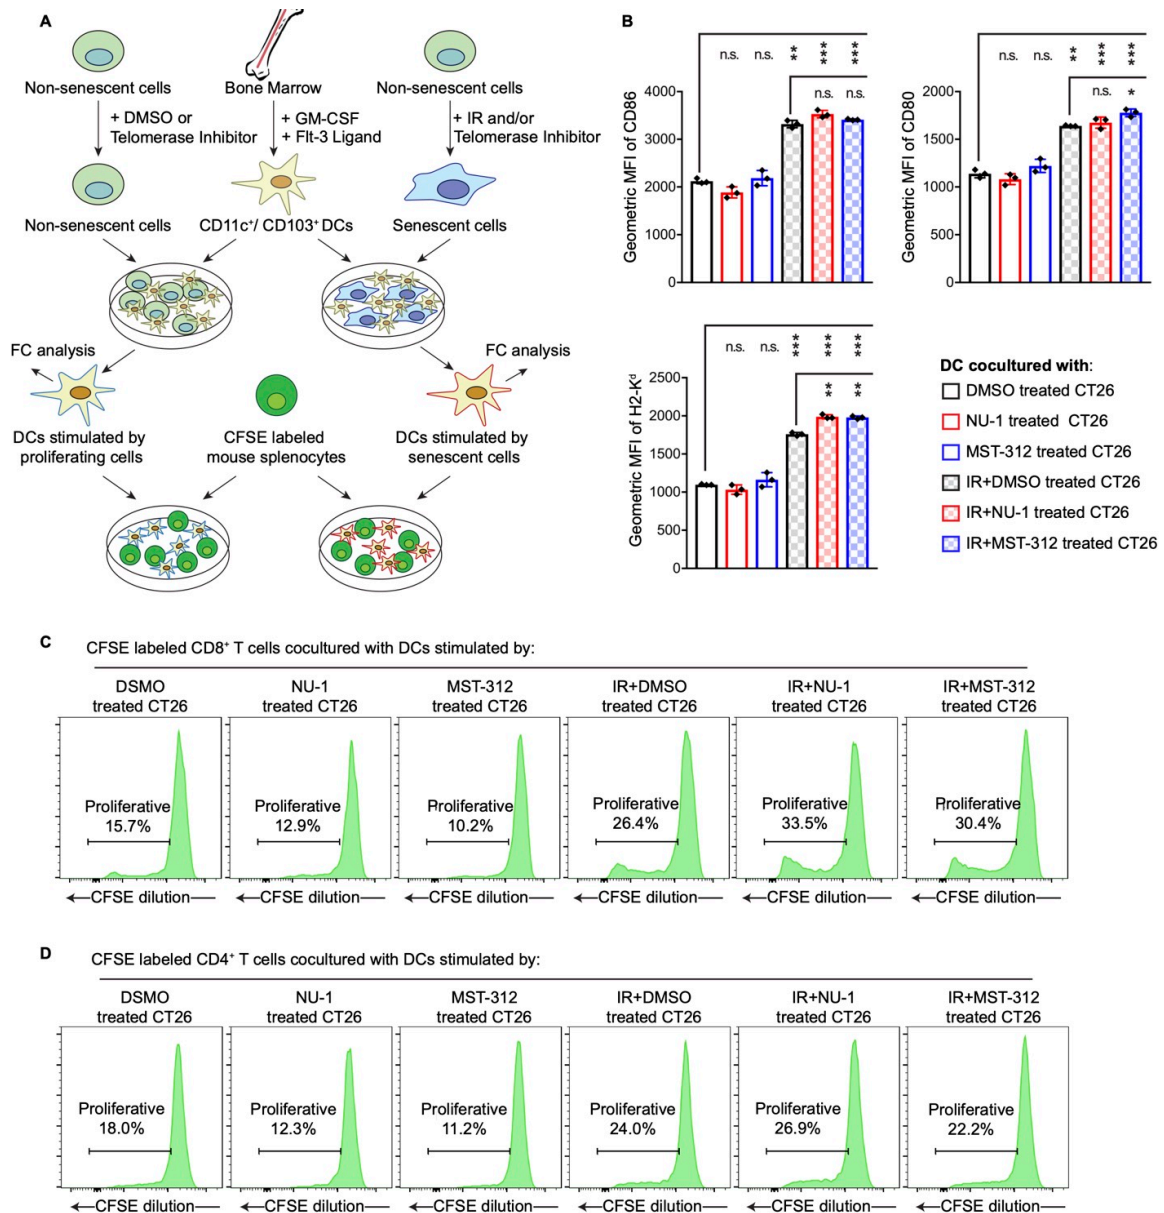 A
Non-senescent cells
Bone Marrow
Non-senescent cells
+ DMSO or
Telomerase Inhibitor
+ GM-CSF
+ Flt-3 Ligand
+ IR and/or
Telomerase Inhibitor
Non-senescent cells
CD11c⁺/ CD103⁺ DCs
Senescent cells
FC analysis
FC analysis
DCs stimulated by
proliferating cells
CFSE labeled
mouse splenocytes
DCs stimulated by
senescent cells
B
Geometric MFI of CD86
4000
3000
2000
1000
0
n.s.
n.s.
**
***
***
n.s.
n.s.
Geometric MFI of CD80
2000
1500
1000
500
0
n.s.
n.s.
**
***
***
n.s.
*
Geometric MFI of H2-Kᵈ
2500
2000
1500
1000
500
0
n.s.
n.s.
***
***
***
**
**
DC cocultured with:
DMSO treated CT26
NU-1 treated CT26
MST-312 treated CT26
IR+DMSO treated CT26
IR+NU-1 treated CT26
IR+MST-312 treated CT26
C
CFSE labeled CD8⁺ T cells cocultured with DCs stimulated by:
DSMO
treated CT26
Proliferative
15.7%
CFSE dilution
NU-1
treated CT26
Proliferative
12.9%
CFSE dilution
MST-312
treated CT26
Proliferative
10.2%
CFSE dilution
IR+DMSO
treated CT26
Proliferative
26.4%
CFSE dilution
IR+NU-1
treated CT26
Proliferative
33.5%
CFSE dilution
IR+MST-312
treated CT26
Proliferative
30.4%
CFSE dilution
D
CFSE labeled CD4⁺ T cells cocultured with DCs stimulated by:
DSMO
treated CT26
Proliferative
18.0%
CFSE dilution
NU-1
treated CT26
Proliferative
12.3%
CFSE dilution
MST-312
treated CT26
Proliferative
11.2%
CFSE dilution
IR+DMSO
treated CT26
Proliferative
24.0%
CFSE dilution
IR+NU-1
treated CT26
Proliferative
26.9%
CFSE dilution
IR+MST-312
treated CT26
Proliferative
22.2%
CFSE dilution